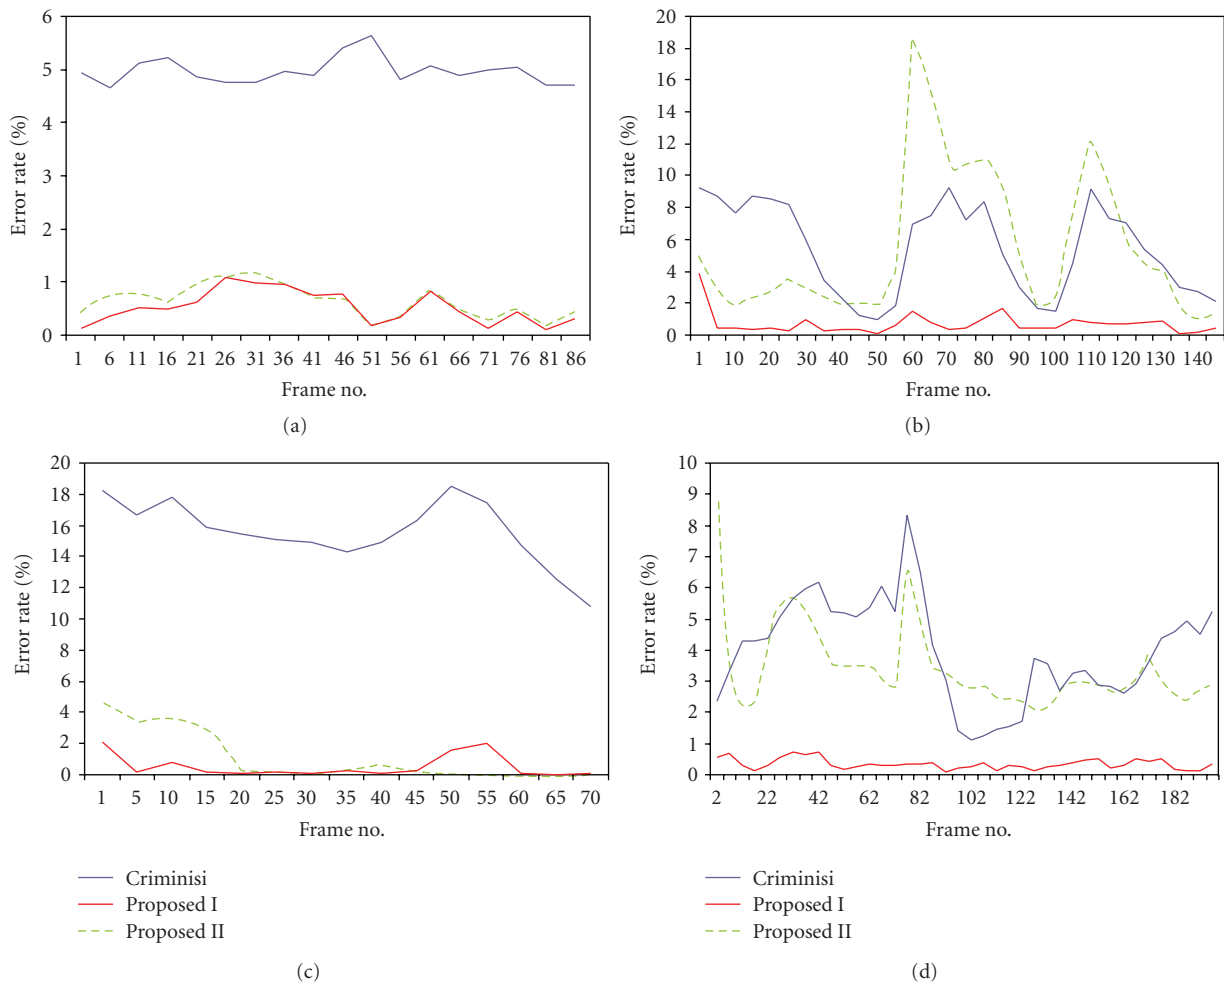 6
5
4
3
2
1
0
Error rate (%)
1 6 11 16 21 26 31 36 41 46 51 56 61 66 71 76 81 86
Frame no.
(a)
20
18
16
14
12
10
8
6
4
2
0
Error rate (%)
1 10 20 30 40 50 60 70 80 90 100 110 120 130 140
Frame no.
(b)
20
18
16
14
12
10
8
6
4
2
0
Error rate (%)
1 5 10 15 20 25 30 35 40 45 50 55 60 65 70
Frame no.
Criminisi
Proposed I
Proposed II
(c)
10
9
8
7
6
5
4
3
2
1
0
Error rate (%)
2 22 42 62 82 102 122 142 162 182
Frame no.
Criminisi
Proposed I
Proposed II
(d)